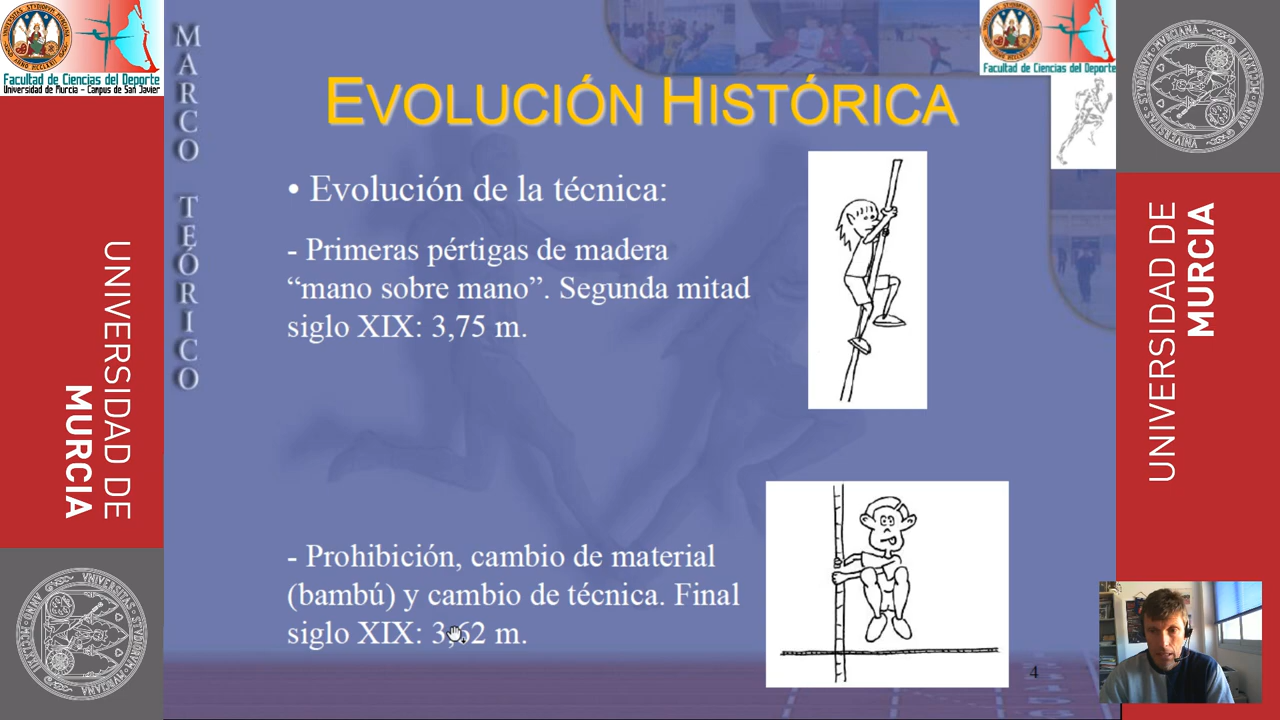 Facultad de Ciencias del Deporte
Universidad de Murcia - Campus de San Javier
UNIVERSIDAD DE
MURCIA
MARCO TEÓRICO
EVOLUCIÓN HISTÓRICA
• Evolución de la técnica:
- Primeras pértigas de madera
“mano sobre mano”. Segunda mitad
siglo XIX: 3,75 m.
- Prohibición, cambio de material
(bambú) y cambio de técnica. Final
siglo XIX: 3,62 m.
4
Facultad de Ciencias del Deporte
UNIVERSIDAD DE
MURCIA